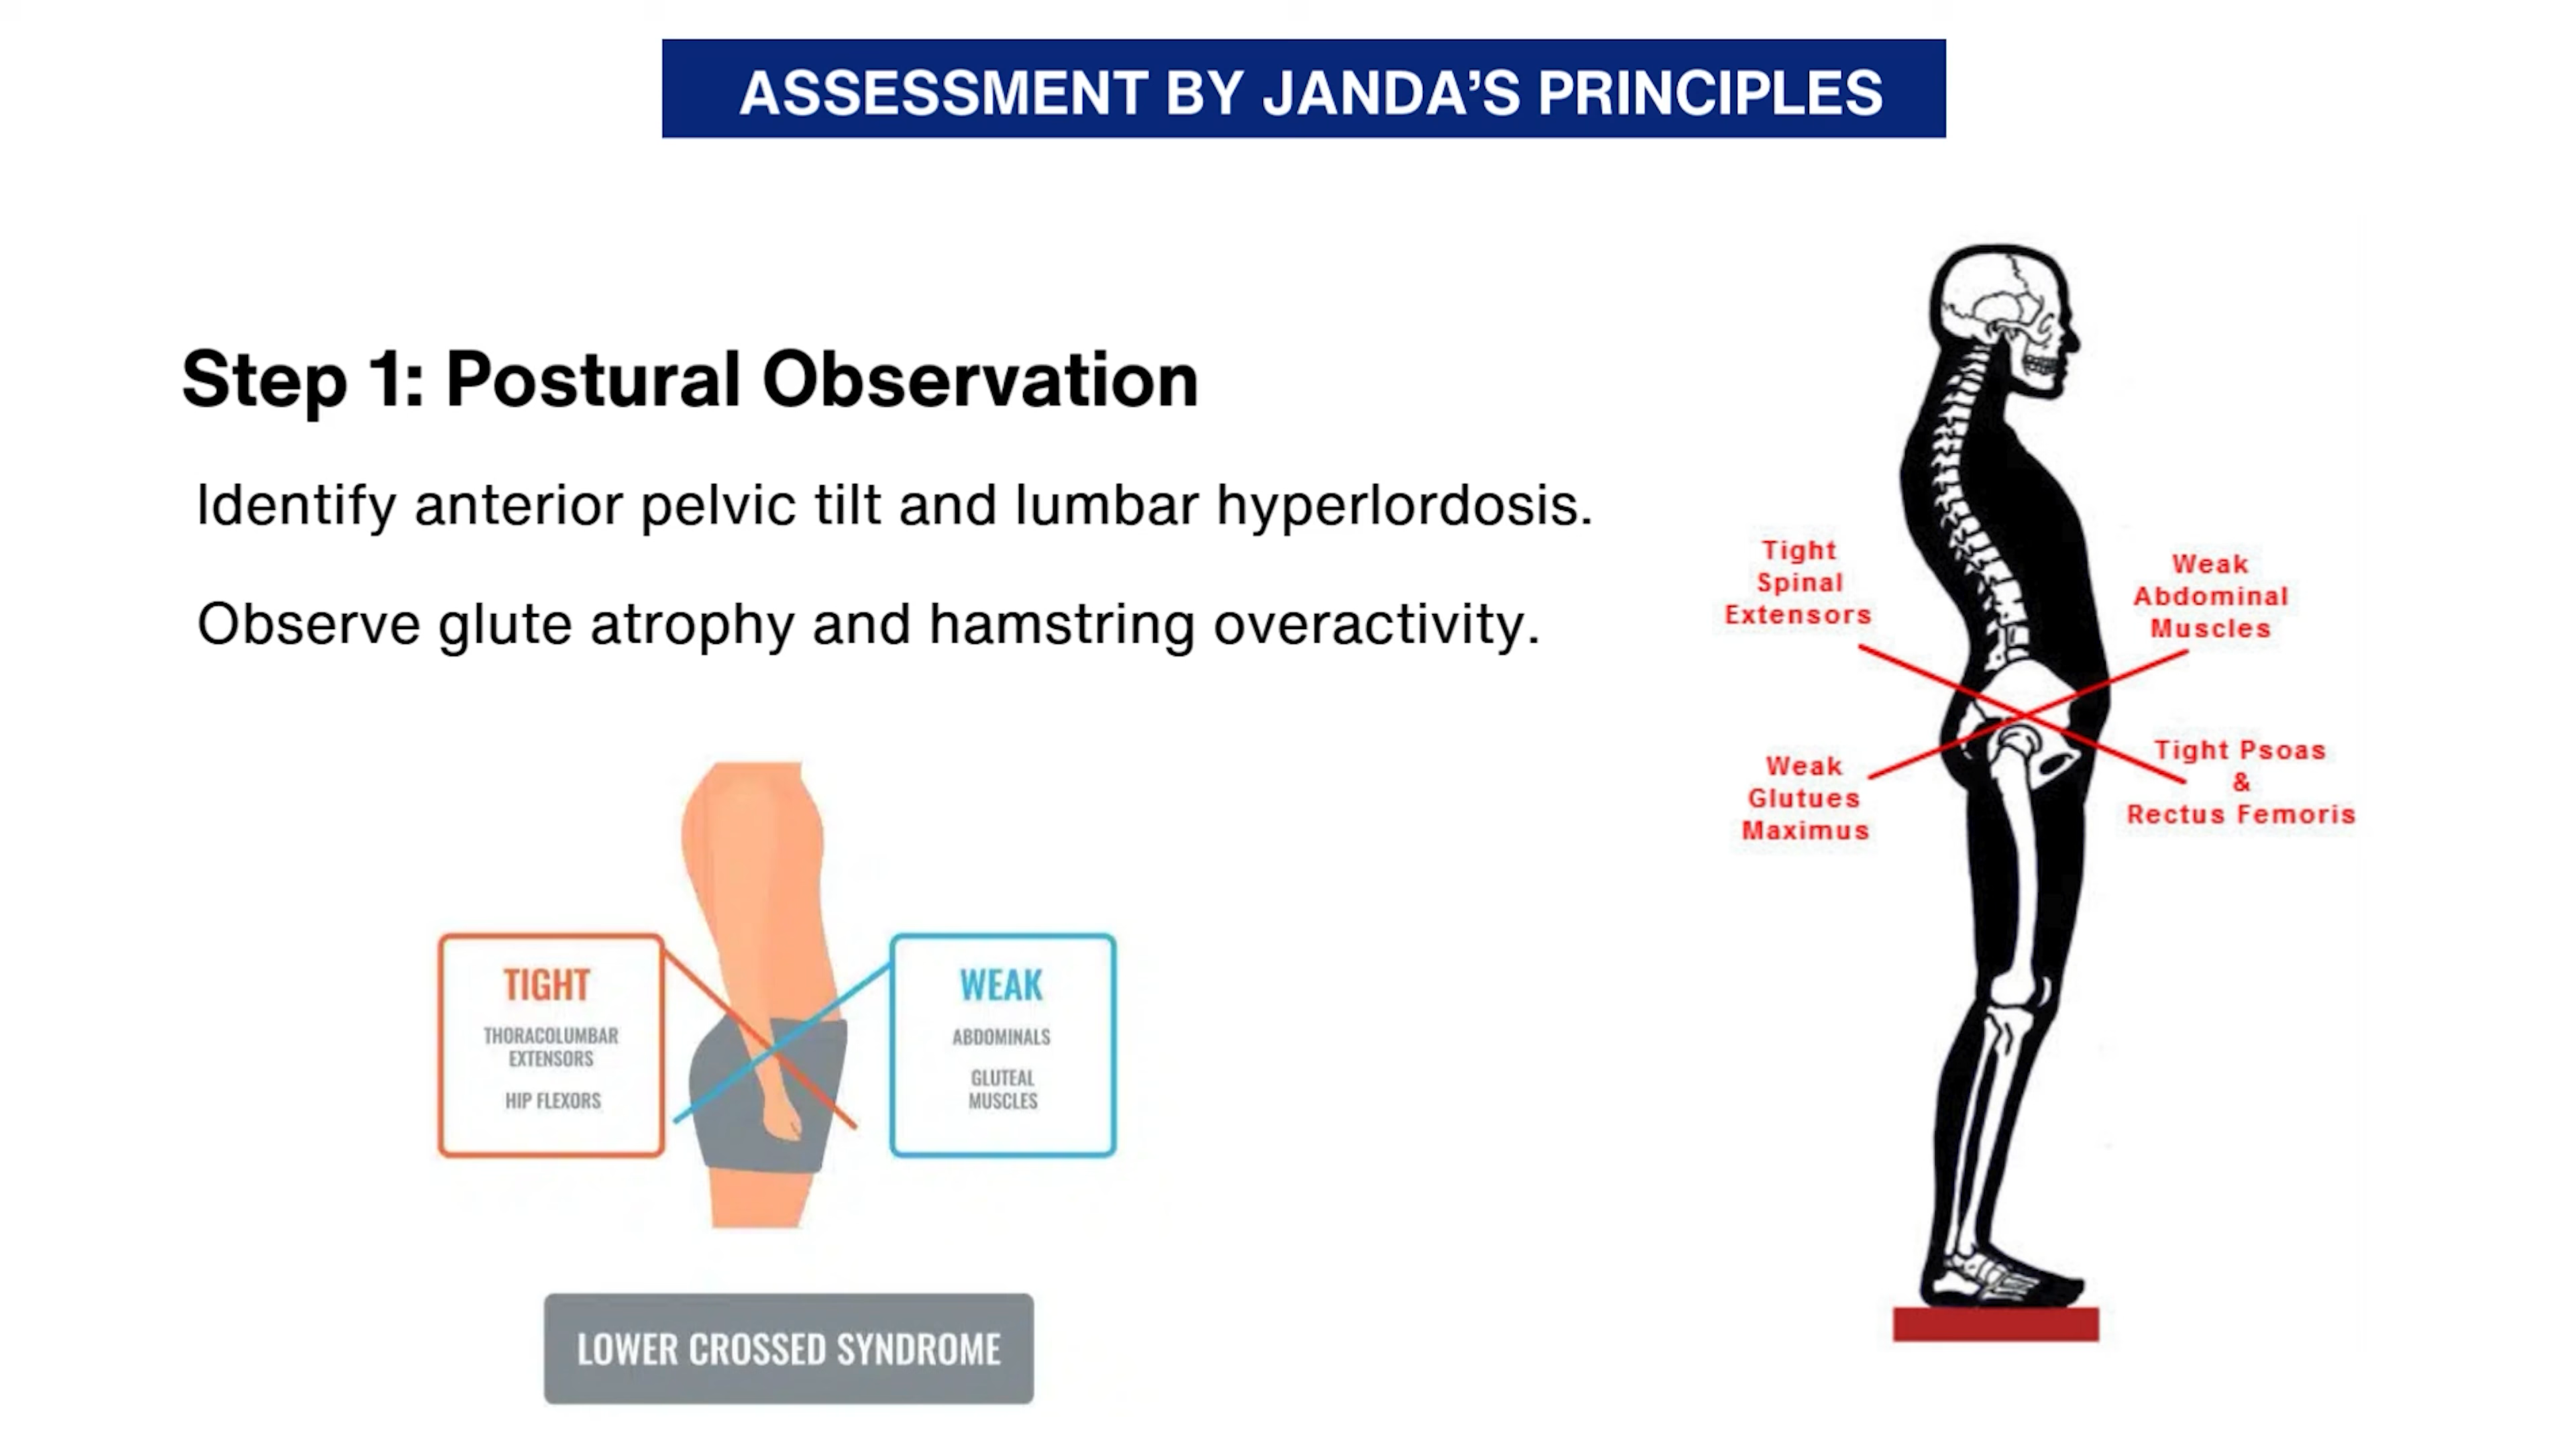 ASSESSMENT BY JANDA’S PRINCIPLES
Step 1: Postural Observation
Identify anterior pelvic tilt and lumbar hyperlordosis.
Observe glute atrophy and hamstring overactivity.
Tight
Spinal
Extensors
Weak
Abdominal
Muscles
Weak
Glutues
Maximus
Tight Psoas
&
Rectus Femoris
TIGHT
THORACOLUMBAR
EXTENSORS
HIP FLEXORS
WEAK
ABDOMINALS
GLUTEAL
MUSCLES
LOWER CROSSED SYNDROME